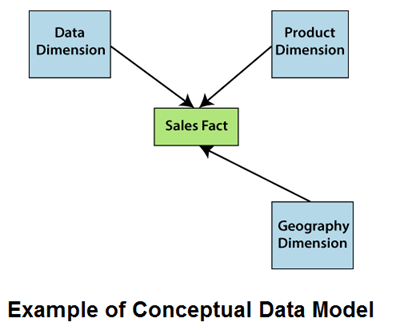 Data
Dimension
Product
Dimension
Sales Fact
Geography
Dimension
Example of Conceptual Data Model